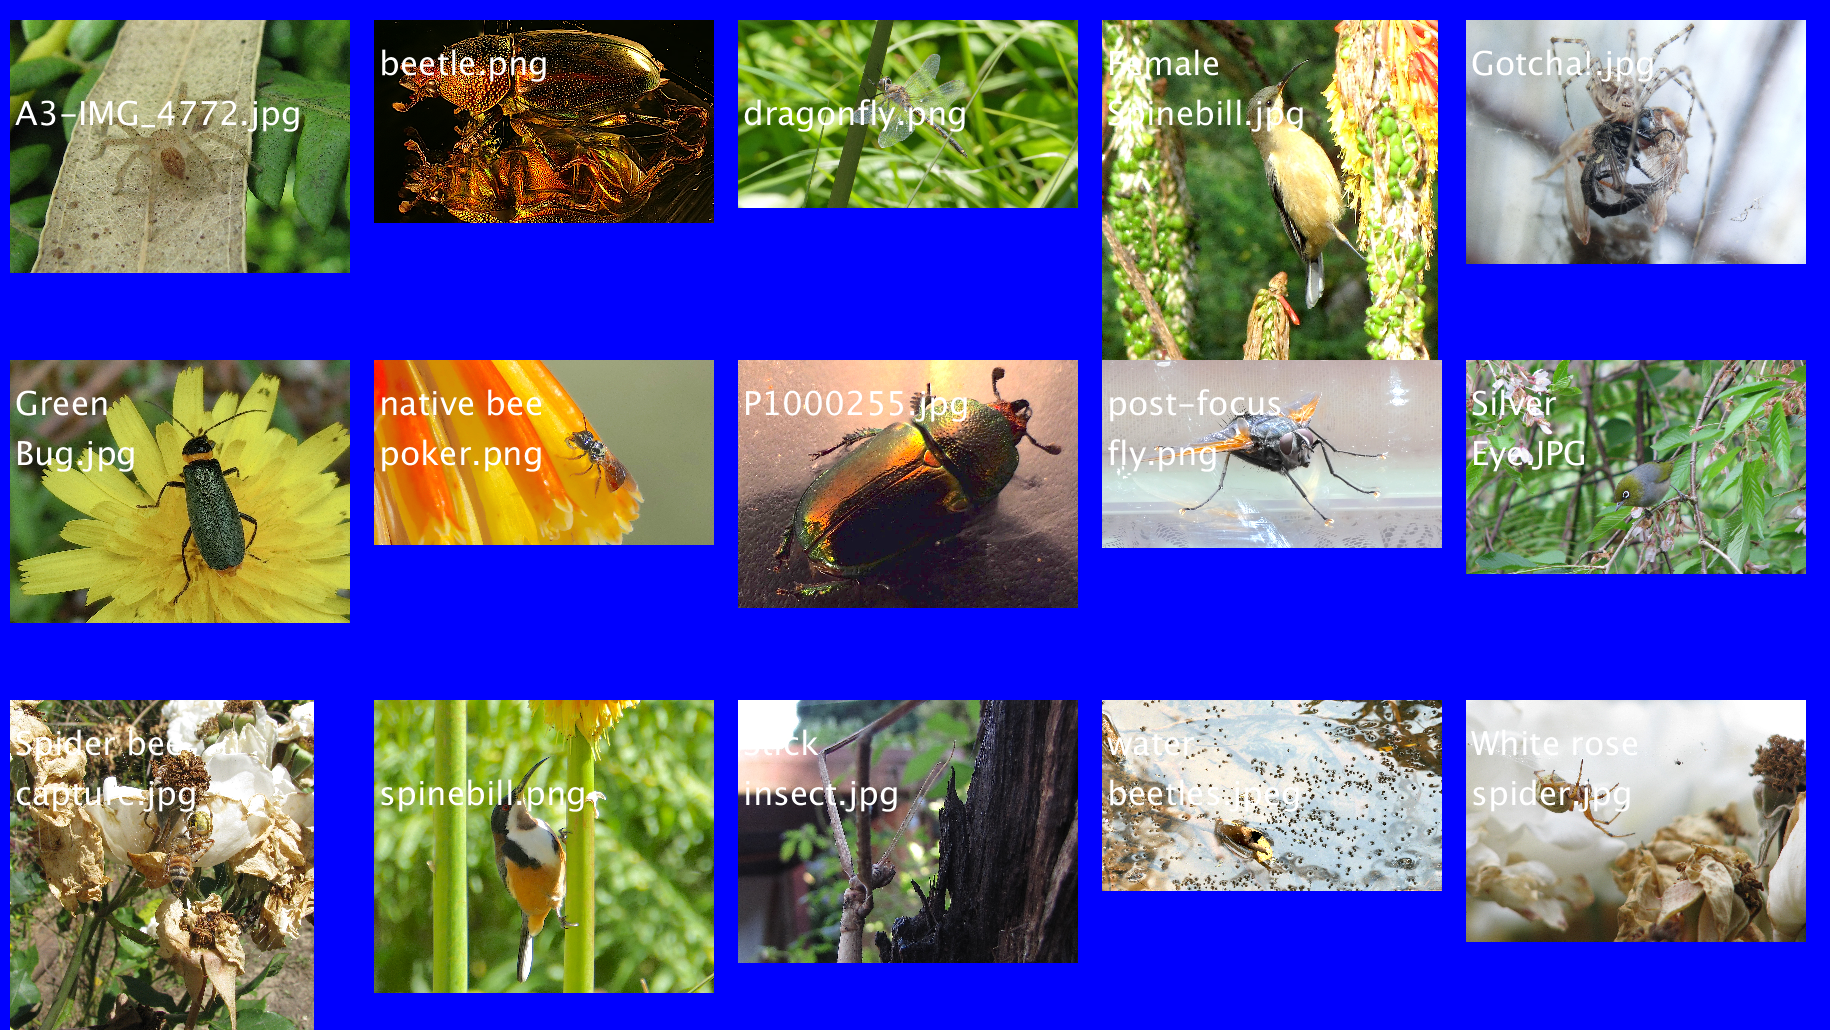 A3-IMG_4772.jpg
beetle.png
dragonfly.png
Female
Spinebill.jpg
Gotcha!.jpg
Green
Bug.jpg
native bee
poker.png
P1000255.jpg
post-focus
fly.png
Silver
Eye.JPG
Spider bee
capture.jpg
spinebill.png
Stick
insect.jpg
water
beetles.jpeg
White rose
spider.jpg